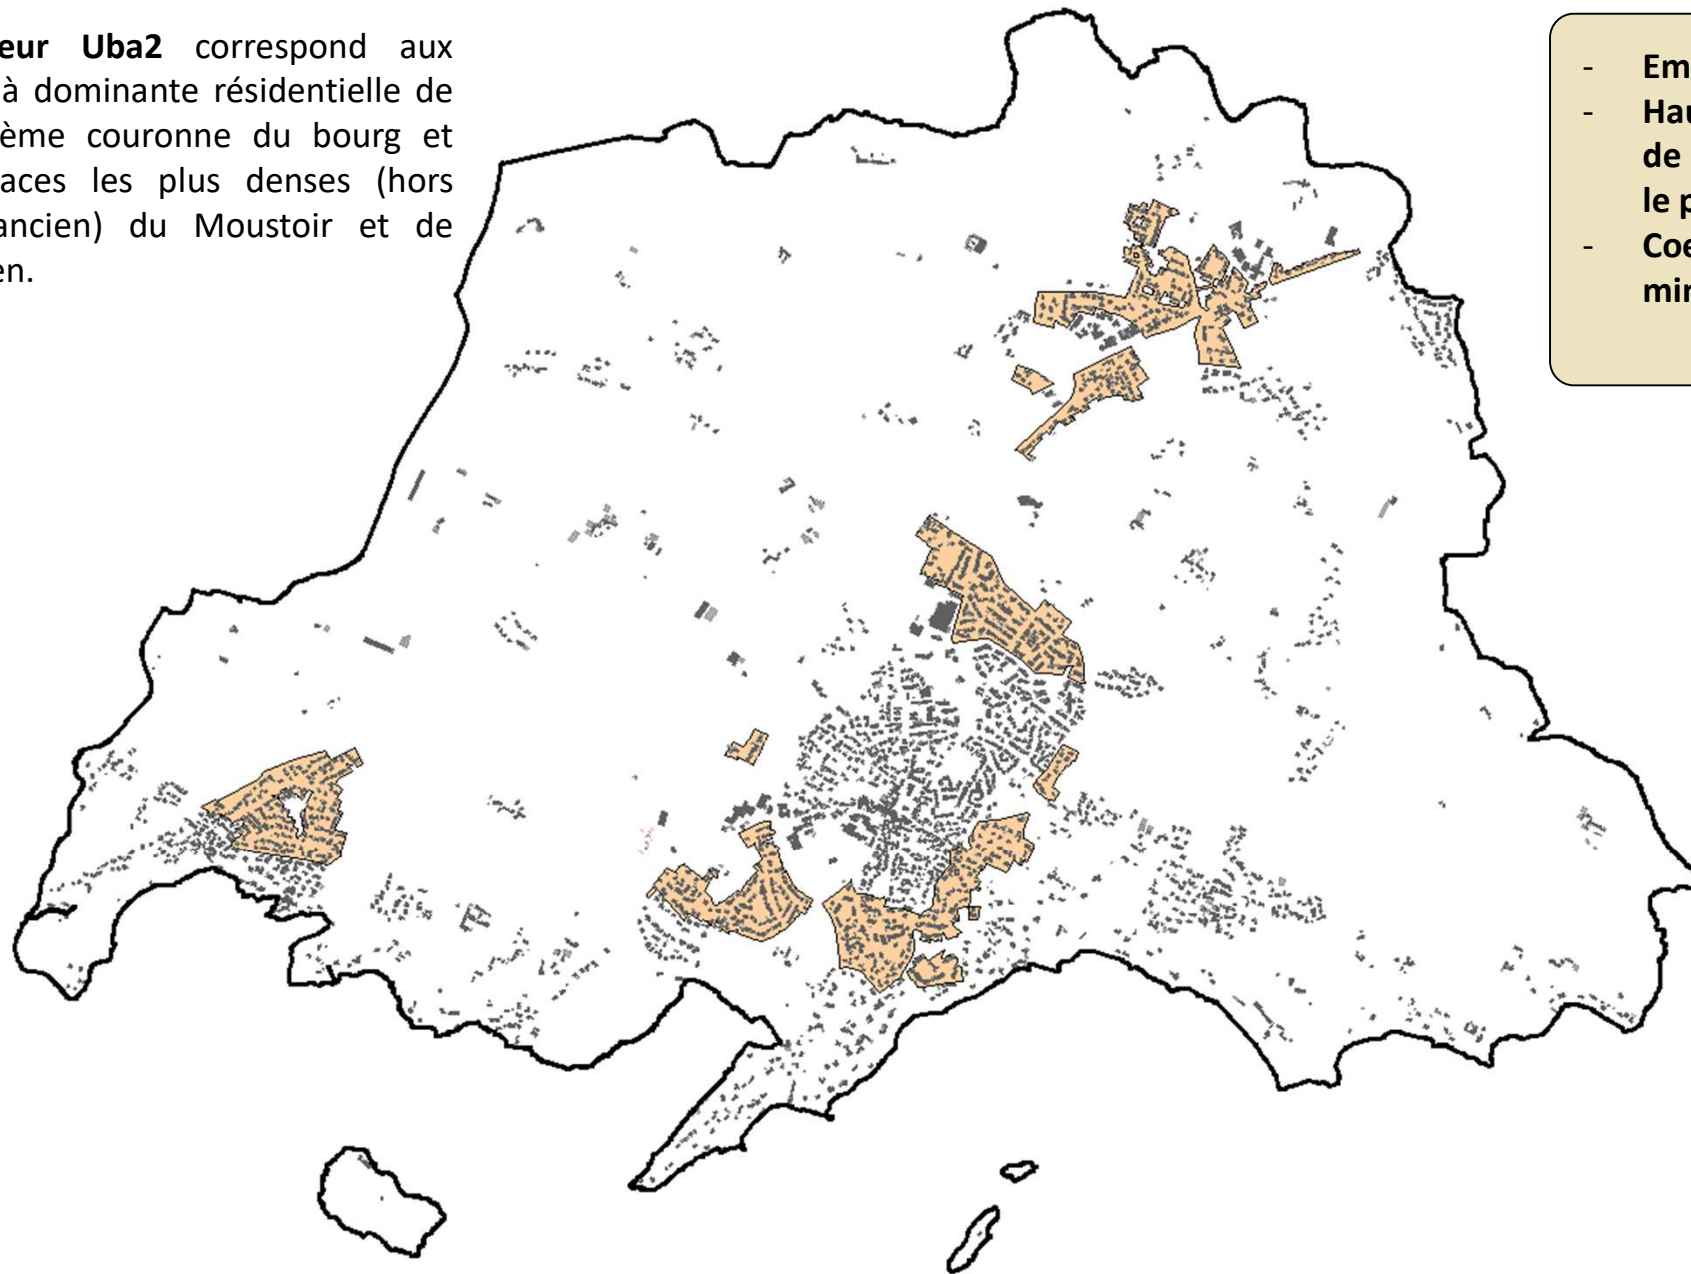 eur Uba2 correspond aux
à dominante résidentielle de
ème couronne du bourg et
aces les plus denses (hors
ancien) du Moustoir et de
en.
- Em
- Hau
de
le p
- Coe
min